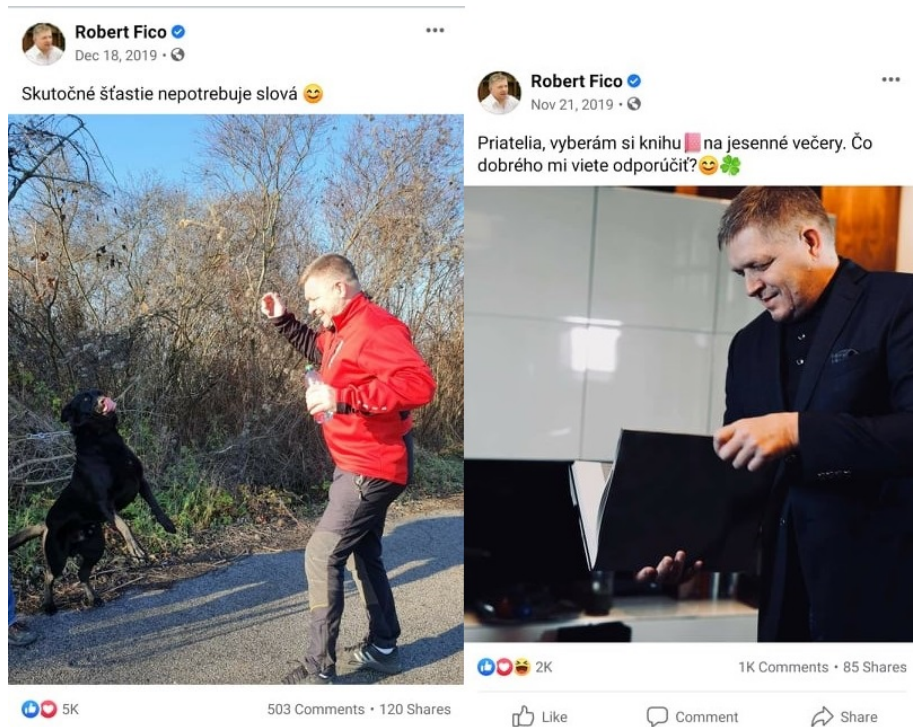 Robert Fico
Dec 18, 2019
Skutočné šťastie nepotrebuje slová 😊
5K
503 Comments • 120 Shares
Robert Fico
Nov 21, 2019
Priatelia, vyberám si knihu📕na jesenné večery. Čo
dobrého mi viete odporúčiť?😊🍀
2K
1K Comments • 85 Shares
Like
Comment
Share